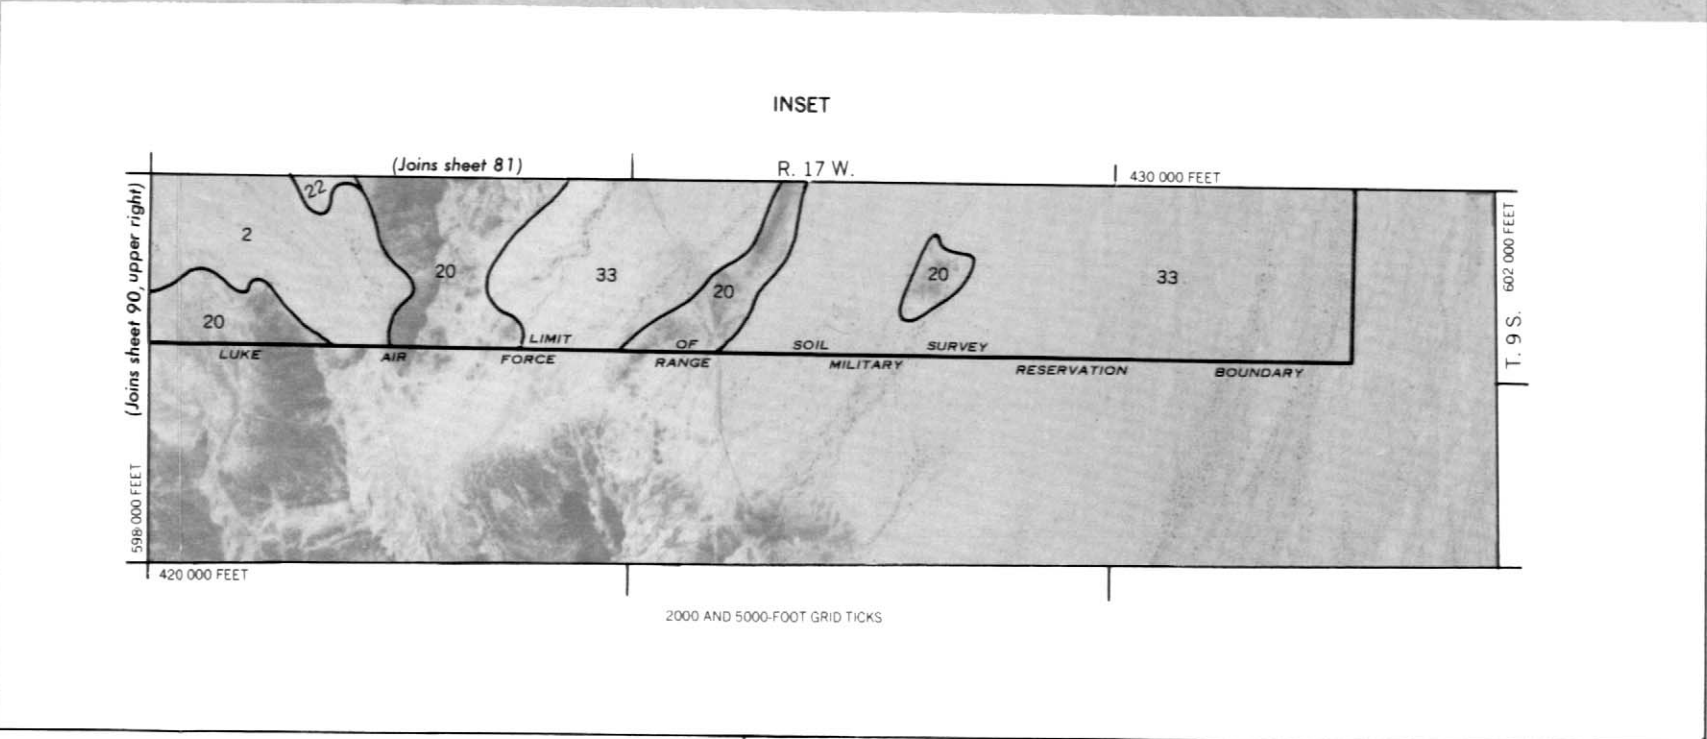 INSET
(Joins sheet 81)
R. 17 W.
430 000 FEET
(Joins sheet 90, upper right)
598 000 FEET
602 000 FEET
T. 9 S.
22
2
20
20
33
20
20
33
LIMIT OF SOIL SURVEY
LUKE AIR FORCE RANGE MILITARY RESERVATION BOUNDARY
420 000 FEET
2000 AND 5000-FOOT GRID TICKS